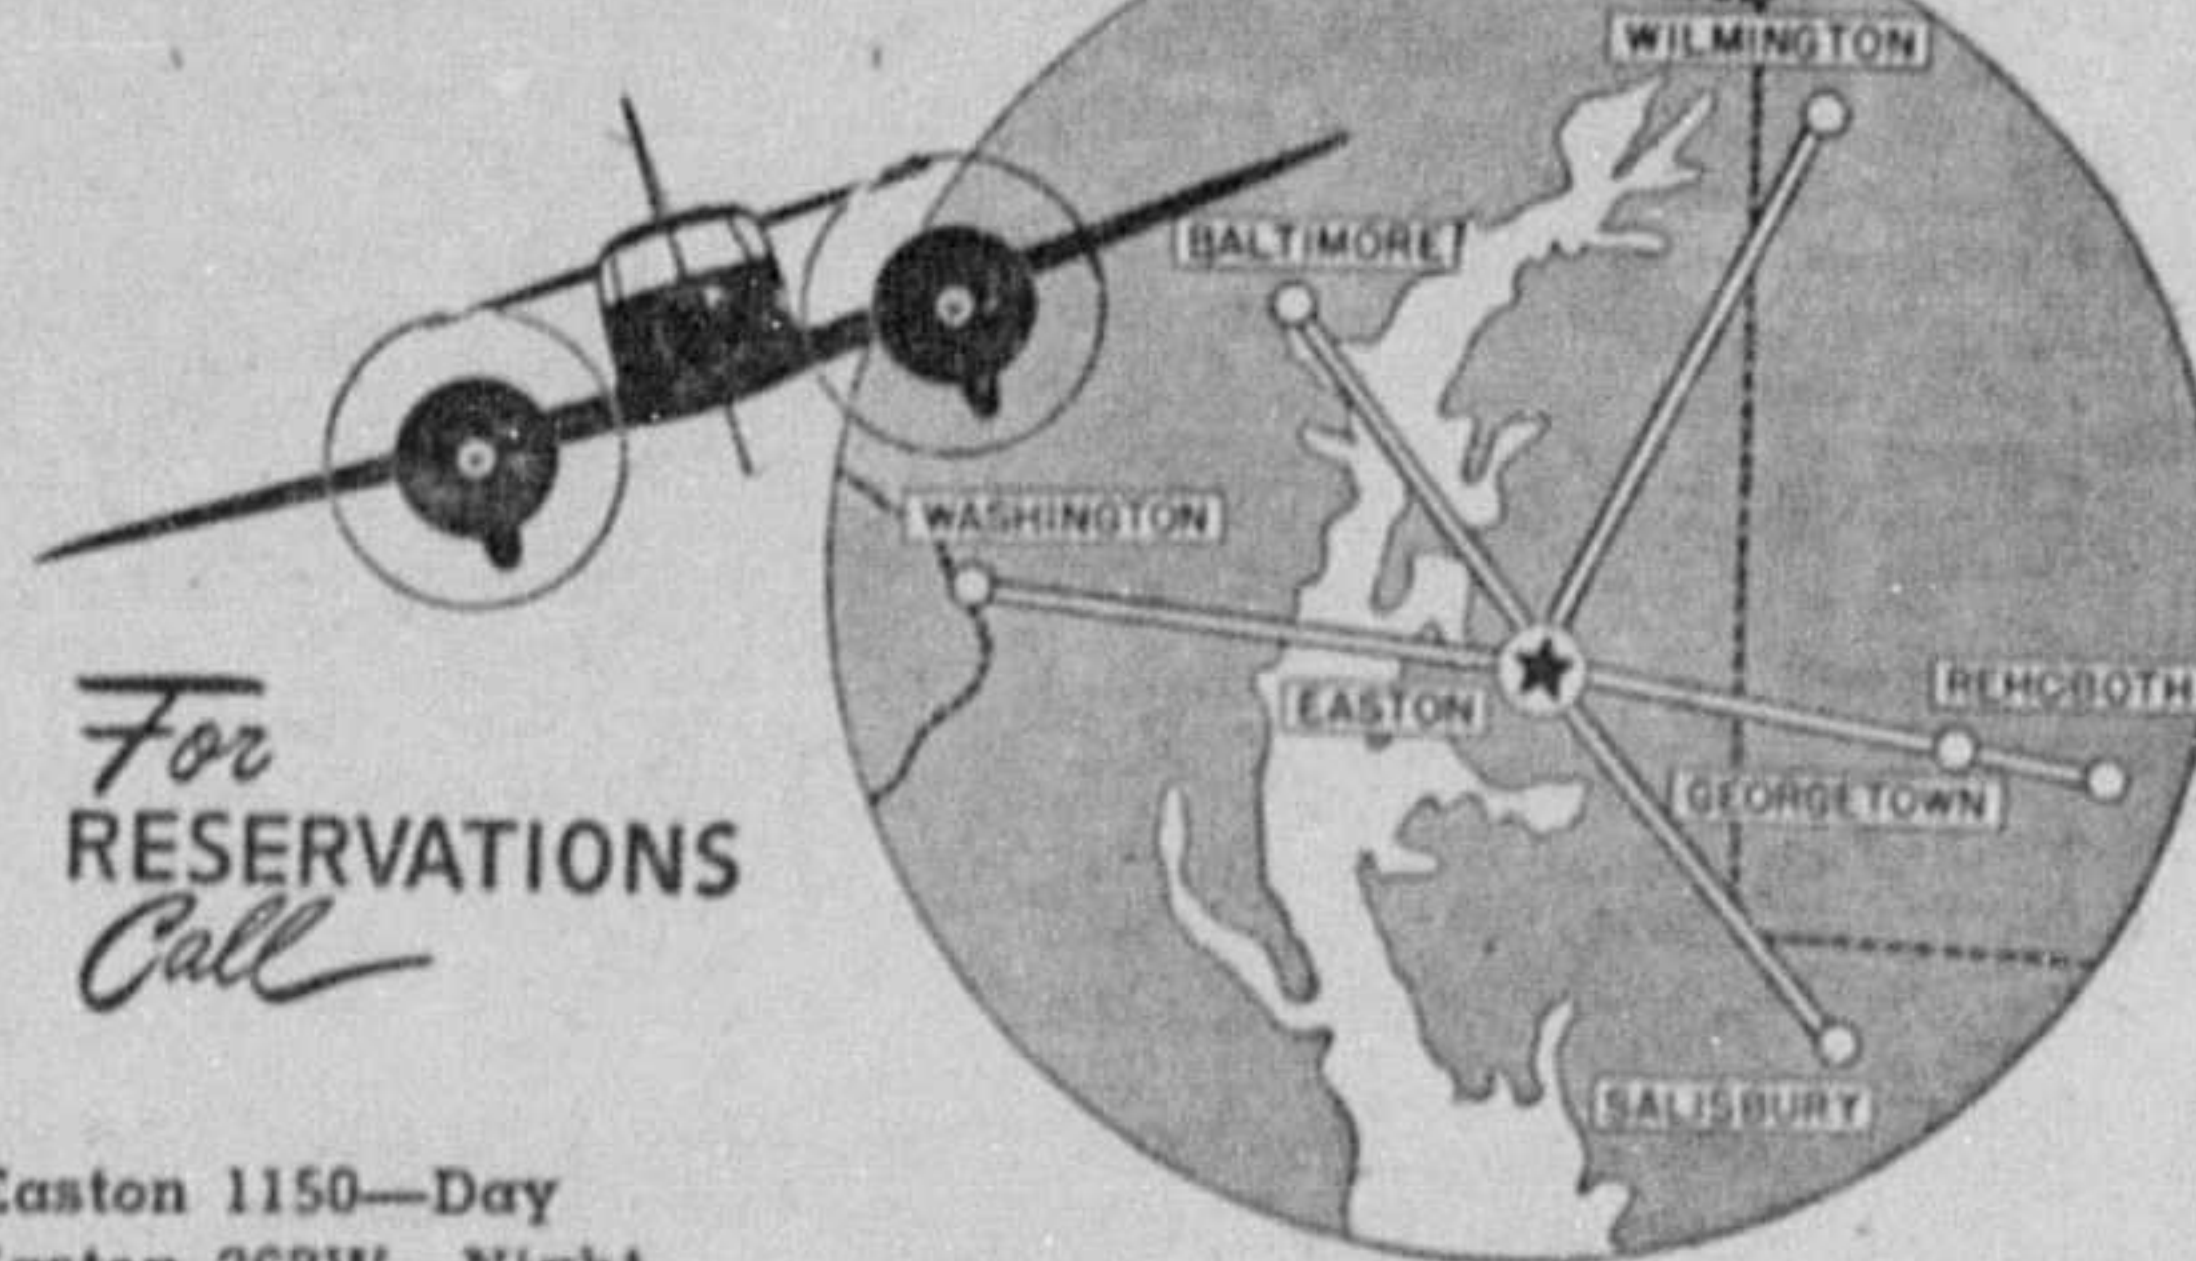 WILMINGTON
BALTIMORE
WASHINGTON
For
RESERVATIONS
Call
EASTON
REHOBOTH
GEORGETOWN
SALISBURY
Easton 1150—Day